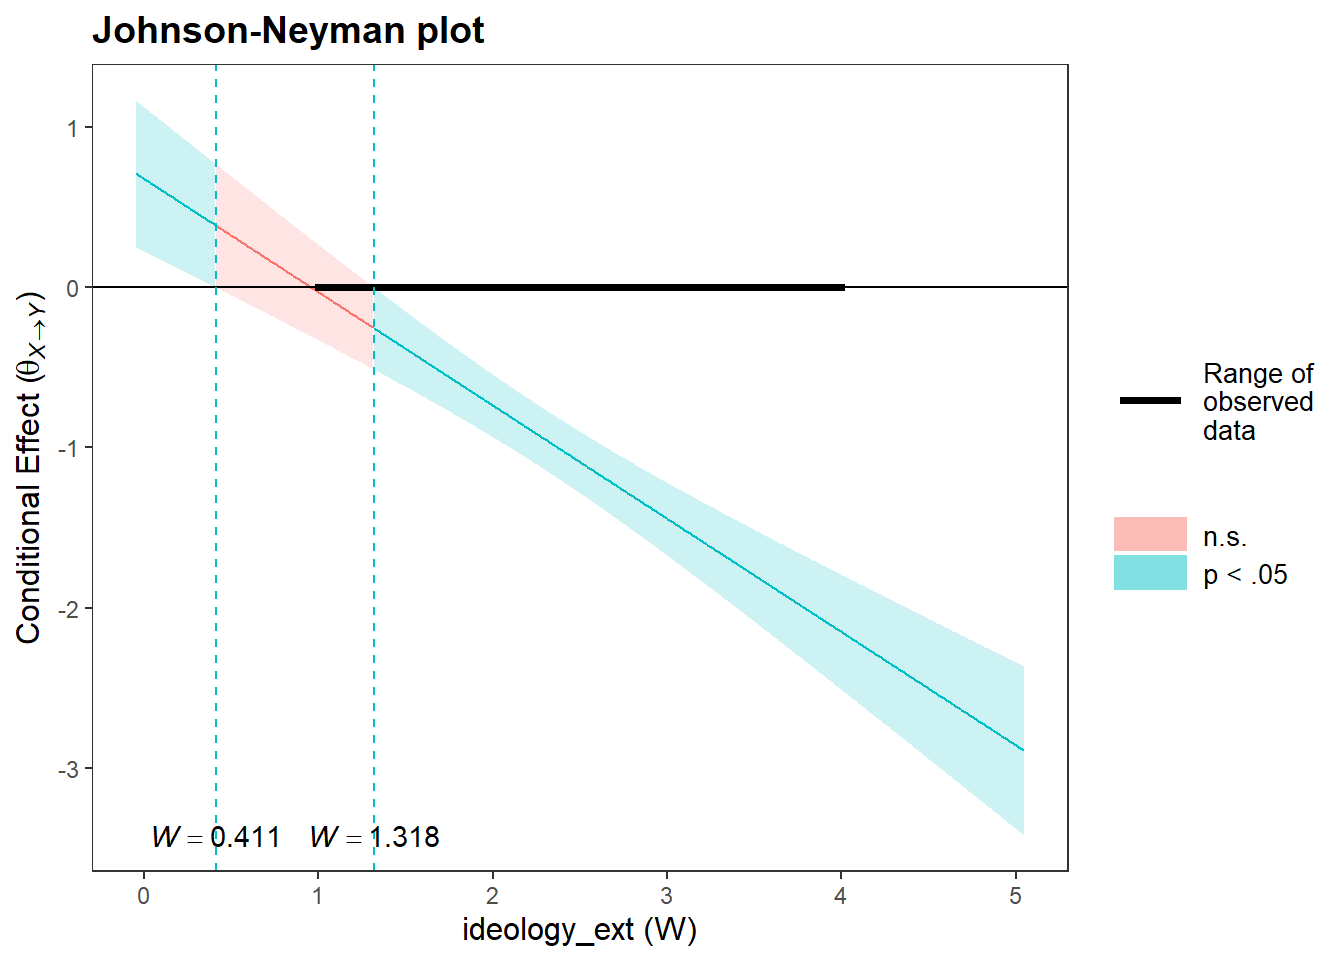 Johnson-Neyman plot
Conditional Effect (θX→Y)
1
0
-1
-2
-3
W = 0.411
W = 1.318
0
1
2
3
4
5
ideology_ext (W)
Range of
observed
data
n.s.
p < .05